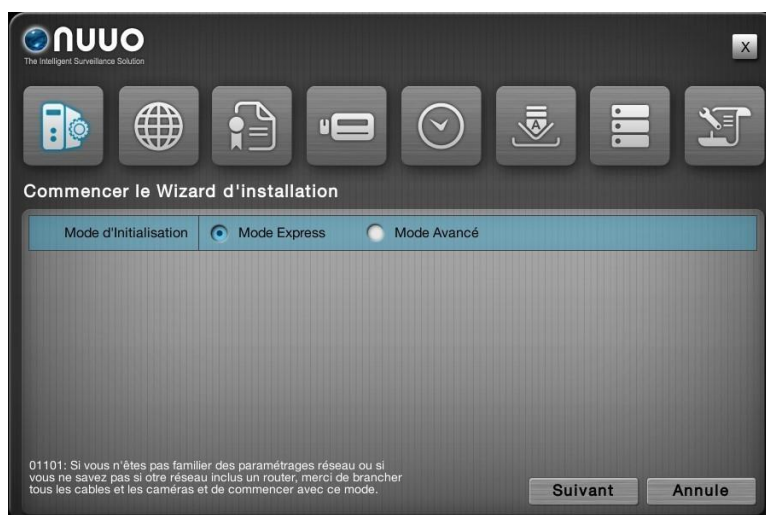 nuuo
The Intelligent Surveillance Solution
X
A
Commencer le Wizard d'installation
Mode d'Initialisation
Mode Express
Mode Avancé
01101: Si vous n'êtes pas familier des paramétrages réseau ou si
vous ne savez pas si otre réseau inclus un router, merci de brancher
tous les cables et les caméras et de commencer avec ce mode.
Suivant
Annule